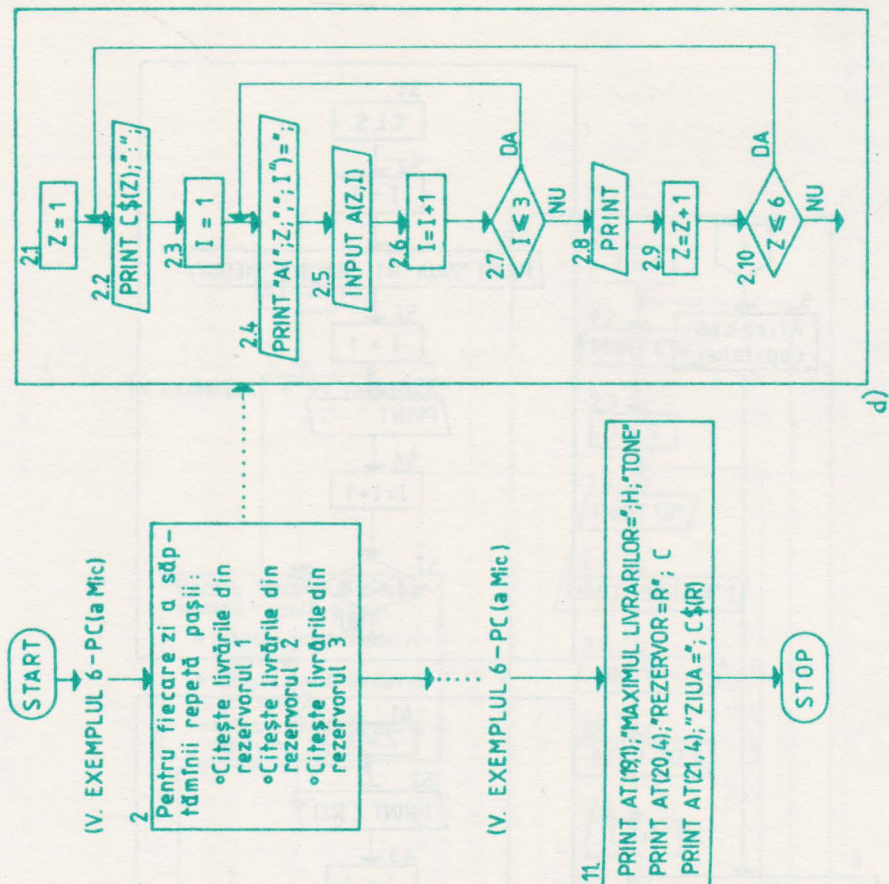 START
(V. EXEMPLUL 6-PC(a Mic)
2
Pentru fiecare zi a săp-
tămînii repetă pașii:
°Citește livrările din
rezervorul 1
°Citește livrările din
rezervorul 2
°Citește livrările din
rezervorul 3
(V. EXEMPLUL 6-PC(a Mic)
11
PRINT AT(19,1);"MAXIMUL LIVRARILOR=";H;"TONE"
PRINT AT(20,4);"REZERVOR=R"; C
PRINT AT(21,4);"ZIUA="; C$(R)
STOP
2.1
Z = 1
2.2
PRINT C$(Z);":";
2.3
I = 1
2.4
PRINT "A(";Z;",";I")=";
2.5
INPUT A(Z,I)
2.6
I=I+1
2.7
I ≤ 3
DA
NU
2.8
PRINT
2.9
Z=Z+1
2.10
Z ≤ 6
DA
NU
d)